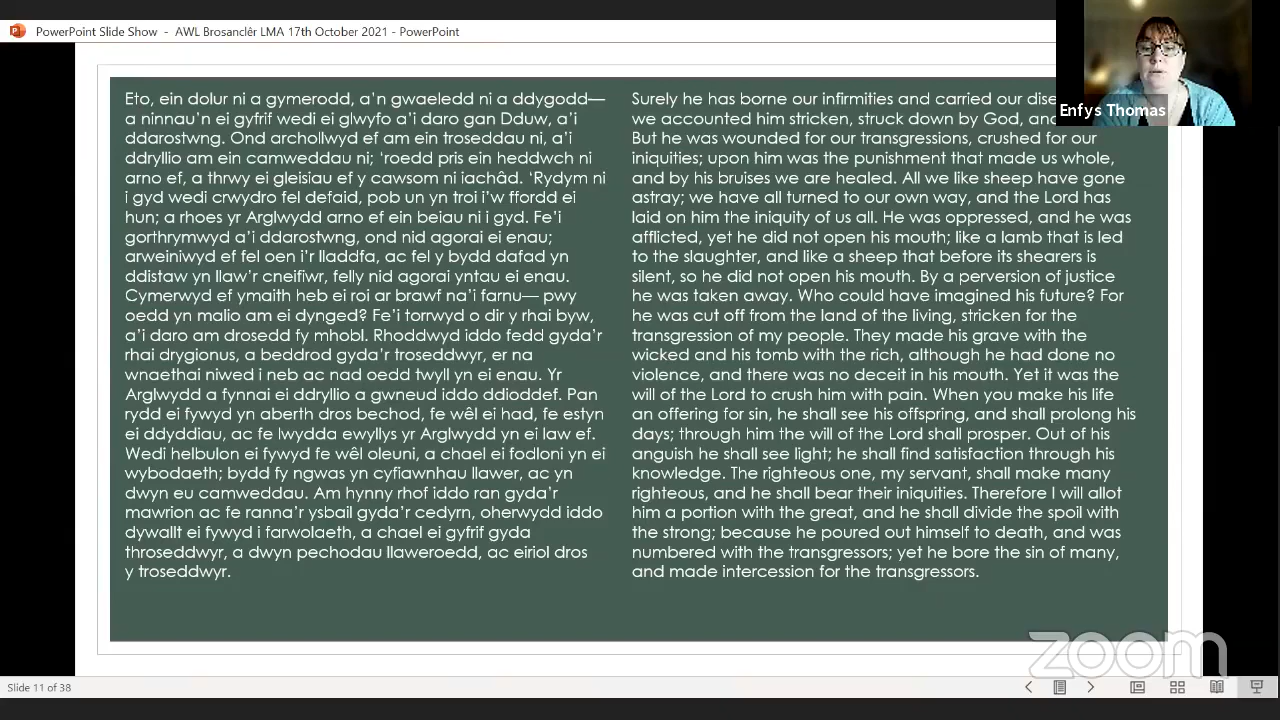 PowerPoint Slide Show - AWL Brosanclêr LMA 17th October 2021 - PowerPoint
Enfys Thomas
Eto, ein dolur ni a gymerodd, a’n gwaeledd ni a ddygodd—
a ninnau’n ei gyfrif wedi ei glwyfo a’i daro gan Dduw, a’i
ddarostwng. Ond archollwyd ef am ein troseddau ni, a’i
ddryllio am ein camweddau ni; ‘roedd pris ein heddwch ni
arno ef, a thrwy ei gleisiau ef y cawsom ni iachâd. ‘Rydym ni
i gyd wedi crwydro fel defaid, pob un yn troi i’w ffordd ei
hun; a rhoes yr Arglwydd arno ef ein beiau ni i gyd. Fe’i
gorthrymwyd a’i ddarostwng, ond nid agorai ei enau;
arweiniwyd ef fel oen i’r lladdfa, ac fel y bydd dafad yn
ddistaw yn llaw’r cneifiwr, felly nid agorai yntau ei enau.
Cymerwyd ef ymaith heb ei roi ar brawf na’i farnu— pwy
oedd yn malio am ei dynged? Fe’i torrwyd o dir y rhai byw,
a’i daro am drosedd fy mhobl. Rhoddwyd iddo fedd gyda’r
rhai drygionus, a beddrod gyda’r troseddwyr, er na
wnaethai niwed i neb ac nad oedd twyll yn ei enau. Yr
Arglwydd a fynnai ei ddryllio a gwneud iddo ddioddef. Pan
rydd ei fywyd yn aberth dros bechod, fe wêl ei had, fe estyn
ei ddyddiau, ac fe lwydda ewyllys yr Arglwydd yn ei law ef.
Wedi helbulon ei fywyd fe wêl oleuni, a chael ei fodloni yn ei
wybodaeth; bydd fy ngwas yn cyfiawnhau llawer, ac yn
dwyn eu camweddau. Am hynny rhof iddo ran gyda’r
mawrion ac fe ranna’r ysbail gyda’r cedyrn, oherwydd iddo
dywallt ei fywyd i farwolaeth, a chael ei gyfrif gyda
throseddwyr, a dwyn pechodau llaweroedd, ac eiriol dros
y troseddwyr.
Surely he has borne our infirmities and carried our
we accounted him stricken, struck down by God,
But he was wounded for our transgressions, crushed for our
iniquities; upon him was the punishment that made us whole,
and by his bruises we are healed. All we like sheep have gone
astray; we have all turned to our own way, and the Lord has
laid on him the iniquity of us all. He was oppressed, and he was
afflicted, yet he did not open his mouth; like a lamb that is led
to the slaughter, and like a sheep that before its shearers is
silent, so he did not open his mouth. By a perversion of justice
he was taken away. Who could have imagined his future? For
he was cut off from the land of the living, stricken for the
transgression of my people. They made his grave with the
wicked and his tomb with the rich, although he had done no
violence, and there was no deceit in his mouth. Yet it was the
will of the Lord to crush him with pain. When you make his life
an offering for sin, he shall see his offspring, and shall prolong his
days; through him the will of the Lord shall prosper. Out of his
anguish he shall see light; he shall find satisfaction through his
knowledge. The righteous one, my servant, shall make many
righteous, and he shall bear their iniquities. Therefore I will allot
him a portion with the great, and he shall divide the spoil with
the strong; because he poured out himself to death, and was
numbered with the transgressors; yet he bore the sin of many,
and made intercession for the transgressors.
zoom
Slide 11 of 38